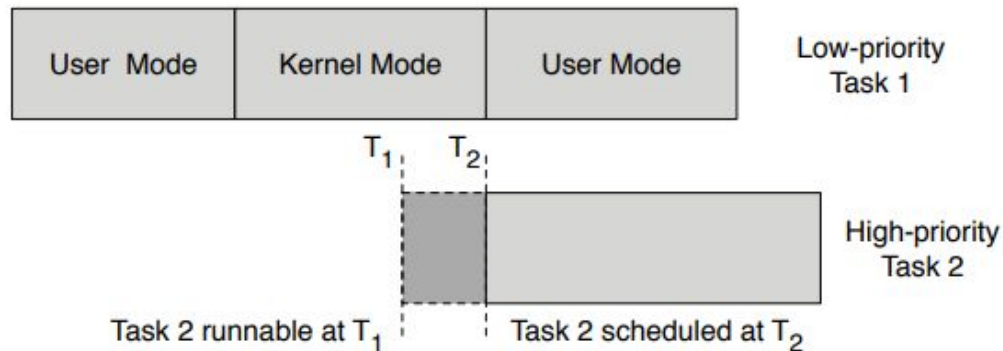 User Mode
Kernel Mode
User Mode
Low-priority
Task 1
T₁
T₂
High-priority
Task 2
Task 2 runnable at T₁
Task 2 scheduled at T₂